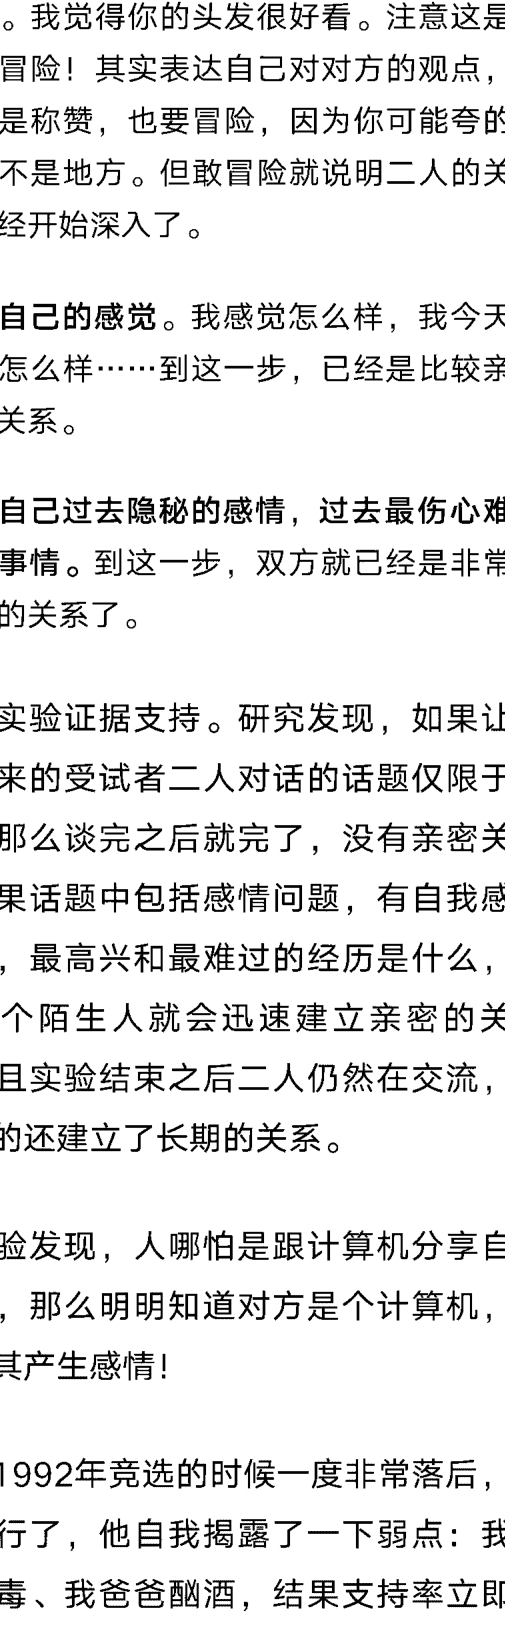 。我觉得你的头发很好看。注意这是
冒险！其实表达自己对对方的观点，
是称赞，也要冒险，因为你可能夸的
不是地方。但敢冒险就说明二人的关
经开始深入了。
自己的感觉。我感觉怎么样，我今天
怎么样……到这一步，已经是比较亲
关系。
自己过去隐秘的感情，过去最伤心难
事情。到这一步，双方就已经是非常
的关系了。
实验证据支持。研究发现，如果让
来的受试者二人对话的话题仅限于
那么谈完之后就完了，没有亲密关
果话题中包括感情问题，有自我感
，最高兴和最难过的经历是什么，
个陌生人就会迅速建立亲密的关
且实验结束之后二人仍然在交流，
的还建立了长期的关系。
验发现，人哪怕是跟计算机分享自
，那么明明知道对方是个计算机，
其产生感情！
1992年竞选的时候一度非常落后，
行了，他自我揭露了一下弱点：我
毒、我爸爸酗酒，结果支持率立即